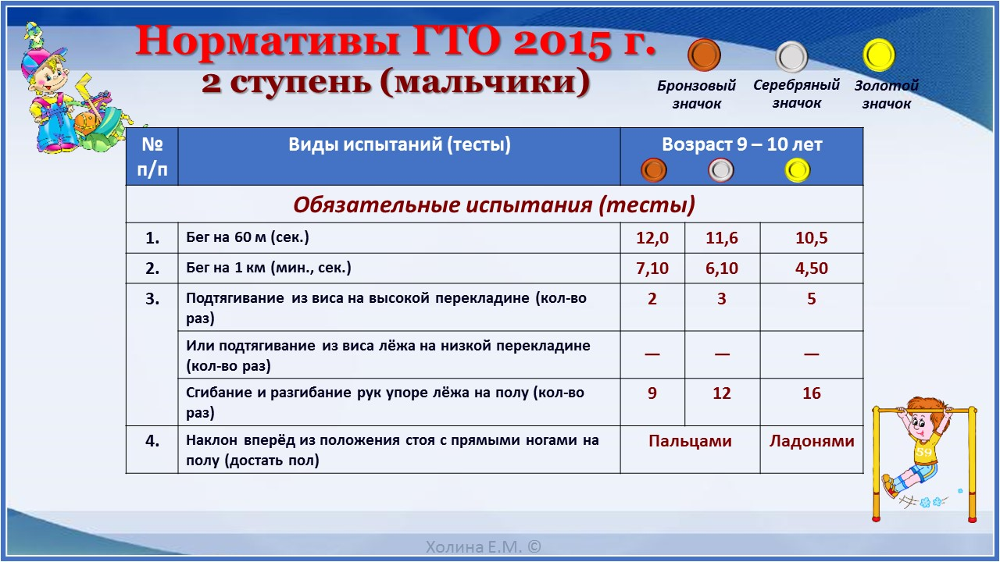 Нормативы ГТО 2015 г.
2 ступень (мальчики)
Бронзовый
значок
Серебряный
значок
Золотой
значок
№
п/п
Виды испытаний (тесты)
Возраст 9 – 10 лет
Обязательные испытания (тесты)
1. Бег на 60 м (сек.) 12,0 11,6 10,5
2. Бег на 1 км (мин., сек.) 7,10 6,10 4,50
3. Подтягивание из виса на высокой перекладине (кол-во
раз) 2 3 5
Или подтягивание из виса лёжа на низкой перекладине
(кол-во раз) — — —
Сгибание и разгибание рук упоре лёжа на полу (кол-во
раз) 9 12 16
4. Наклон вперёд из положения стоя с прямыми ногами на
полу (достать пол) Пальцами Ладонями
59
Холина Е.М. ©